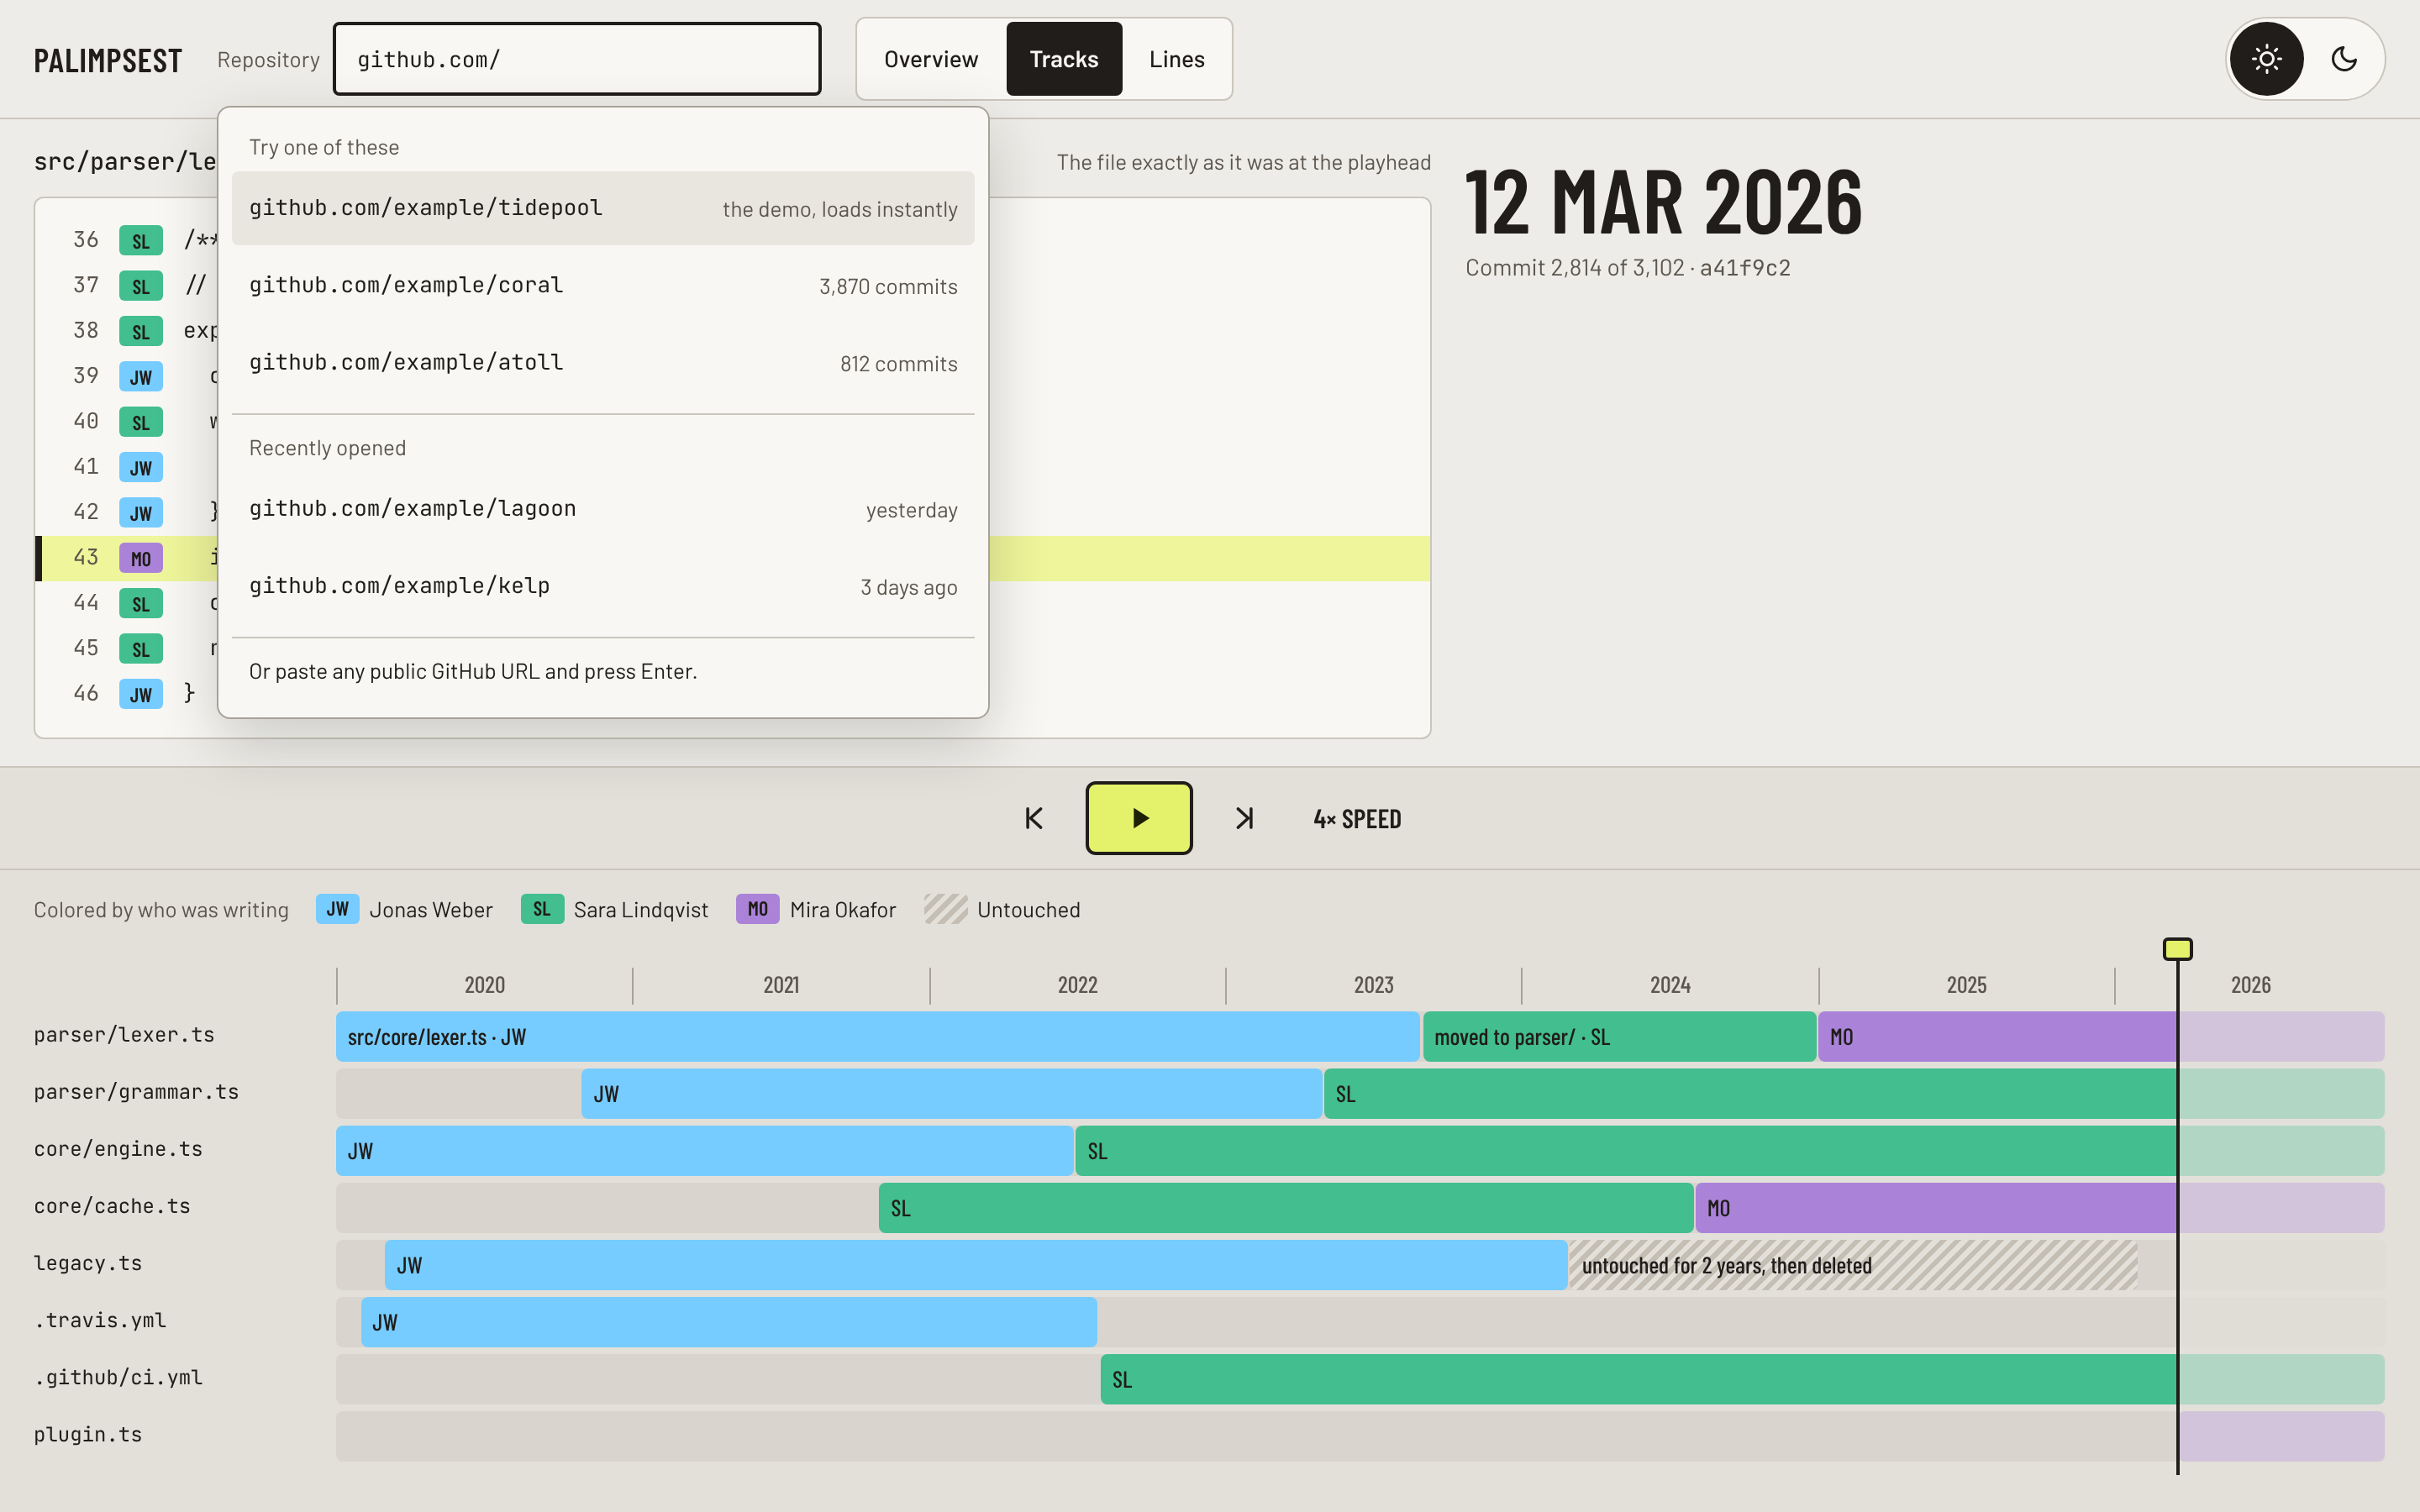 PALIMPSEST Repository github.com/ Overview Tracks Lines
src/parser/le The file exactly as it was at the playhead
Try one of these
github.com/example/tidepool the demo, loads instantly
github.com/example/coral 3,870 commits
github.com/example/atoll 812 commits
Recently opened
github.com/example/lagoon yesterday
github.com/example/kelp 3 days ago
Or paste any public GitHub URL and press Enter.
36 SL /**
37 SL //
38 SL exp
39 JW
40 SL
41 JW
42 JW }
43 MO i
44 SL
45 SL
46 JW }
12 MAR 2026
Commit 2,814 of 3,102 · a41f9c2
4× SPEED
Colored by who was writing JW Jonas Weber SL Sara Lindqvist MO Mira Okafor Untouched
2020 2021 2022 2023 2024 2025 2026
parser/lexer.ts src/core/lexer.ts · JW moved to parser/ · SL MO
parser/grammar.ts JW SL
core/engine.ts JW SL
core/cache.ts SL MO
legacy.ts JW untouched for 2 years, then deleted
.travis.yml JW
.github/ci.yml SL
plugin.ts